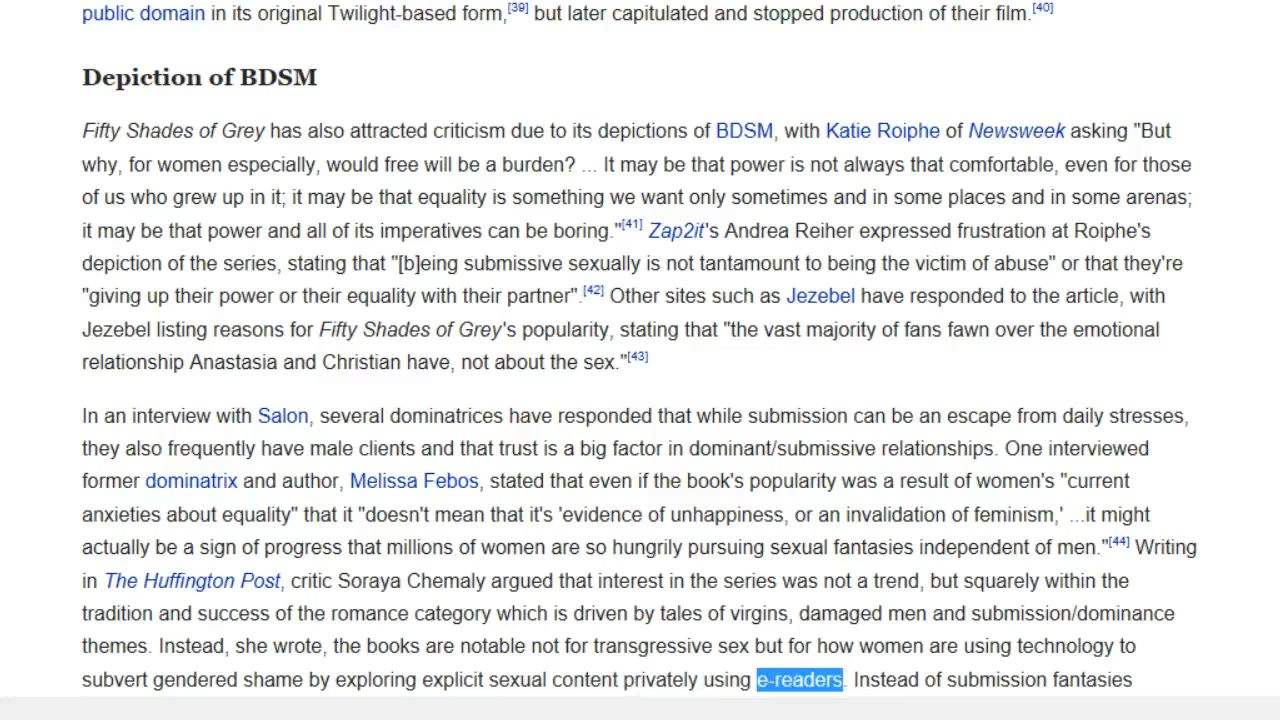 public domain in its original Twilight-based form,[39] but later capitulated and stopped production of their film.[40]
Depiction of BDSM
Fifty Shades of Grey has also attracted criticism due to its depictions of BDSM, with Katie Roiphe of Newsweek asking "But
why, for women especially, would free will be a burden? ... It may be that power is not always that comfortable, even for those
of us who grew up in it; it may be that equality is something we want only sometimes and in some places and in some arenas;
it may be that power and all of its imperatives can be boring."[41] Zap2it's Andrea Reiher expressed frustration at Roiphe's
depiction of the series, stating that "[b]eing submissive sexually is not tantamount to being the victim of abuse" or that they're
"giving up their power or their equality with their partner".[42] Other sites such as Jezebel have responded to the article, with
Jezebel listing reasons for Fifty Shades of Grey's popularity, stating that "the vast majority of fans fawn over the emotional
relationship Anastasia and Christian have, not about the sex."[43]
In an interview with Salon, several dominatrices have responded that while submission can be an escape from daily stresses,
they also frequently have male clients and that trust is a big factor in dominant/submissive relationships. One interviewed
former dominatrix and author, Melissa Febos, stated that even if the book's popularity was a result of women's "current
anxieties about equality" that it "doesn't mean that it's 'evidence of unhappiness, or an invalidation of feminism,' ...it might
actually be a sign of progress that millions of women are so hungrily pursuing sexual fantasies independent of men."[44] Writing
in The Huffington Post, critic Soraya Chemaly argued that interest in the series was not a trend, but squarely within the
tradition and success of the romance category which is driven by tales of virgins, damaged men and submission/dominance
themes. Instead, she wrote, the books are notable not for transgressive sex but for how women are using technology to
subvert gendered shame by exploring explicit sexual content privately using e-readers. Instead of submission fantasies